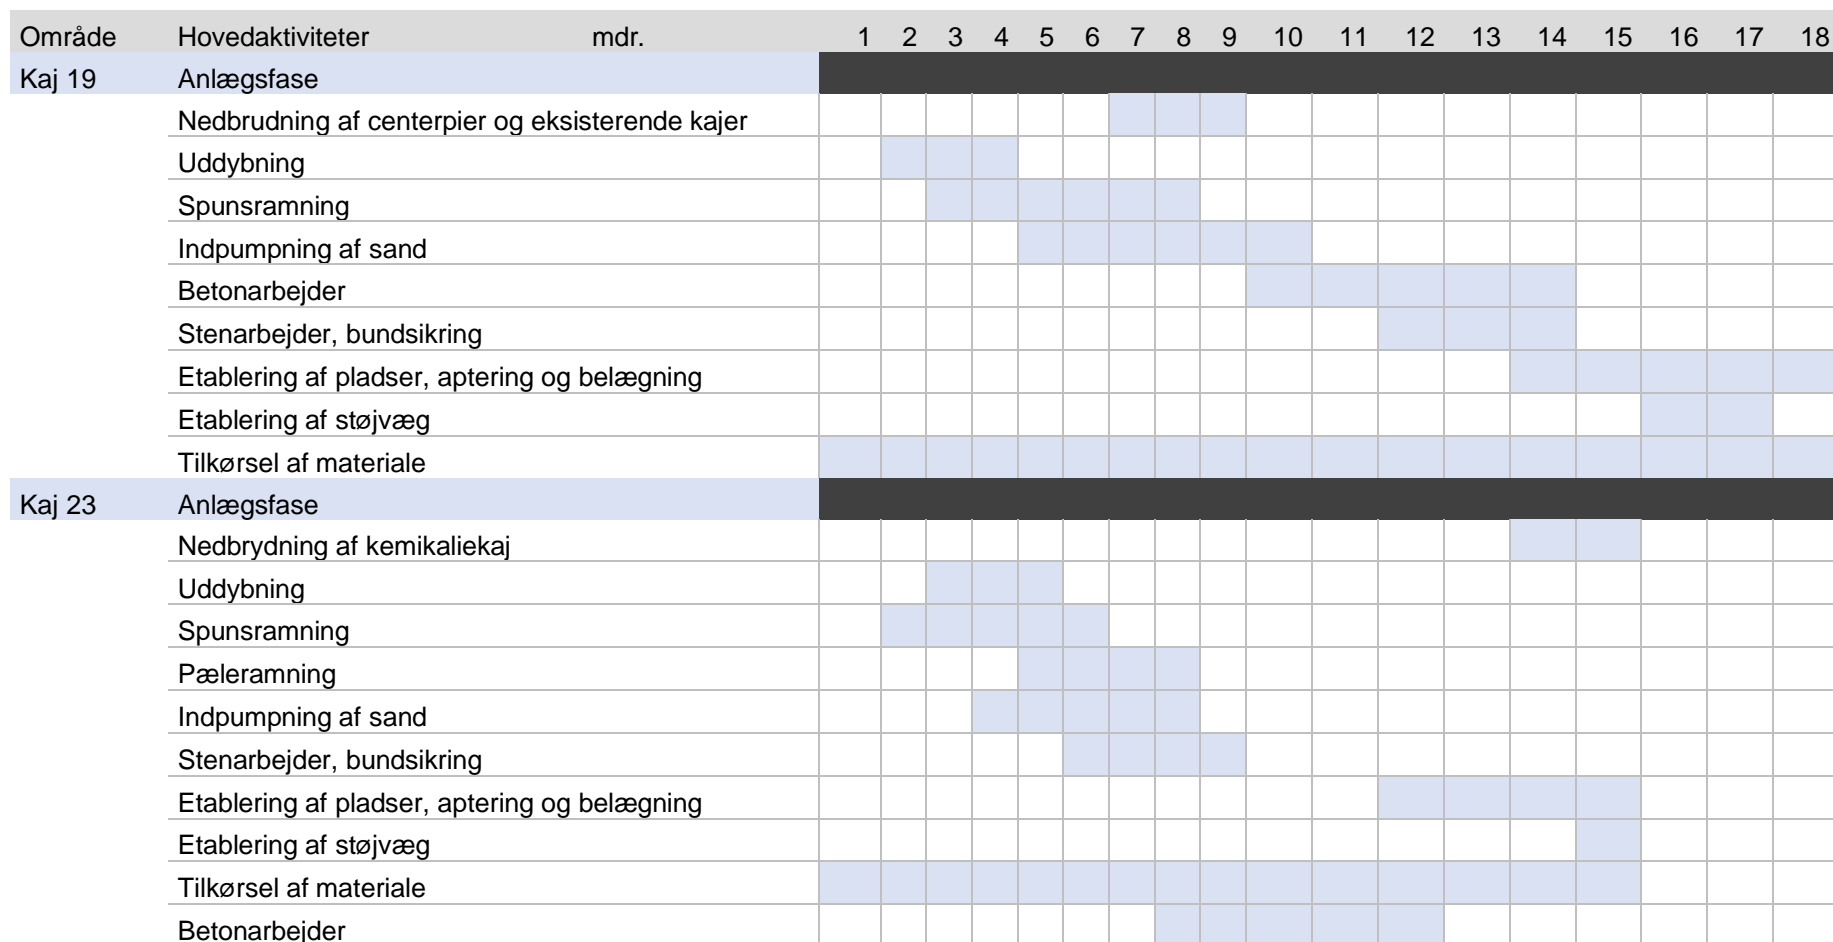 Område Hovedaktiviteter mdr. 1 2 3 4 5 6 7 8 9 10 11 12 13 14 15 16 17 18
Kaj 19 Anlægsfase
Nedbrudning af centerpier og eksisterende kajer
Uddybning
Spunsramning
Indpumpning af sand
Betonarbejder
Stenarbejder, bundsikring
Etablering af pladser, aptering og belægning
Etablering af støjvæg
Tilkørsel af materiale
Kaj 23 Anlægsfase
Nedbrydning af kemikaliekaj
Uddybning
Spunsramning
Pæleramning
Indpumpning af sand
Stenarbejder, bundsikring
Etablering af pladser, aptering og belægning
Etablering af støjvæg
Tilkørsel af materiale
Betonarbejder